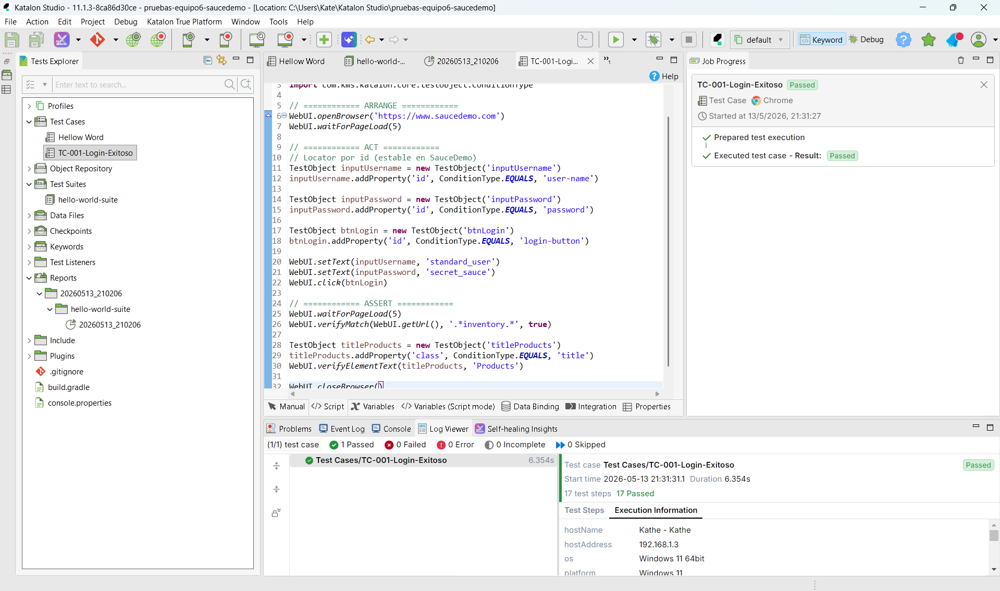 Katalon Studio - 11.1.3-8ca86d30ce - pruebas-equipo6-saucedemo - [Location: C:\Users\Kate\Katalon Studio\pruebas-equipo6-saucedemo]
File Action Edit Project Debug Katalon True Platform Window Tools Help
default Keyword Debug
Tests Explorer
Enter text to search...
Profiles
Test Cases
Hellow Word
TC-001-Login-Exitoso
Object Repository
Test Suites
hello-world-suite
Data Files
Checkpoints
Keywords
Test Listeners
Reports
20260513_210206
hello-world-suite
20260513_210206
Include
Plugins
.gitignore
build.gradle
console.properties
Hellow Word hello-world-... 20260513_210206 TC-001-Logi... »1
Help
3 import com.kms.katalon.core.testobject.ConditionType
4
5 // ============ ARRANGE ============
6 WebUI.openBrowser('https://www.saucedemo.com')
7 WebUI.waitForPageLoad(5)
8
9 // ============ ACT ============
10 // Locator por id (estable en SauceDemo)
11 TestObject inputUsername = new TestObject('inputUsername')
12 inputUsername.addProperty('id', ConditionType.EQUALS, 'user-name')
13
14 TestObject inputPassword = new TestObject('inputPassword')
15 inputPassword.addProperty('id', ConditionType.EQUALS, 'password')
16
17 TestObject btnLogin = new TestObject('btnLogin')
18 btnLogin.addProperty('id', ConditionType.EQUALS, 'login-button')
19
20 WebUI.setText(inputUsername, 'standard_user')
21 WebUI.setText(inputPassword, 'secret_sauce')
22 WebUI.click(btnLogin)
23
24 // ============ ASSERT ============
25 WebUI.waitForPageLoad(5)
26 WebUI.verifyMatch(WebUI.getUrl(), '.*inventory.*', true)
27
28 TestObject titleProducts = new TestObject('titleProducts')
29 titleProducts.addProperty('class', ConditionType.EQUALS, 'title')
30 WebUI.verifyElementText(titleProducts, 'Products')
31
32 WebUI.closeBrowser()
Manual Script Variables Variables (Script mode) Data Binding Integration Properties
Job Progress
TC-001-Login-Exitoso Passed
Test Case Chrome
Started at 13/5/2026, 21:31:27
Prepared test execution
Executed test case - Result: Passed
Problems Event Log Console Log Viewer Self-healing Insights
(1/1) test case 1 Passed 0 Failed 0 Error 0 Incomplete 0 Skipped
Test Cases/TC-001-Login-Exitoso 6.354s
Test case Test Cases/TC-001-Login-Exitoso Passed
Start time 2026-05-13 21:31:31.1 Duration 6.354s
17 test steps 17 Passed
Test Steps Execution Information
hostName Kathe - Kathe
hostAddress 192.168.1.3
os Windows 11 64bit
platform Windows 11